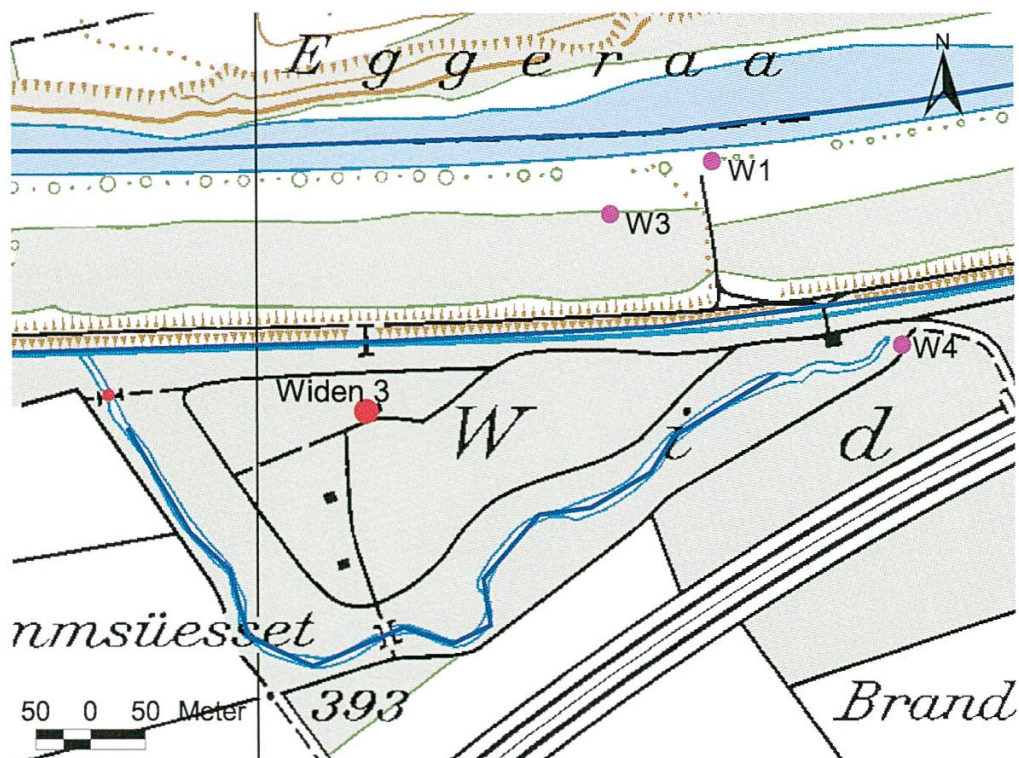 Eggeraa
N
W1
W3
W4
Widen 3
Wid
nmsüesset
50 0 50 Meter
393
Brand